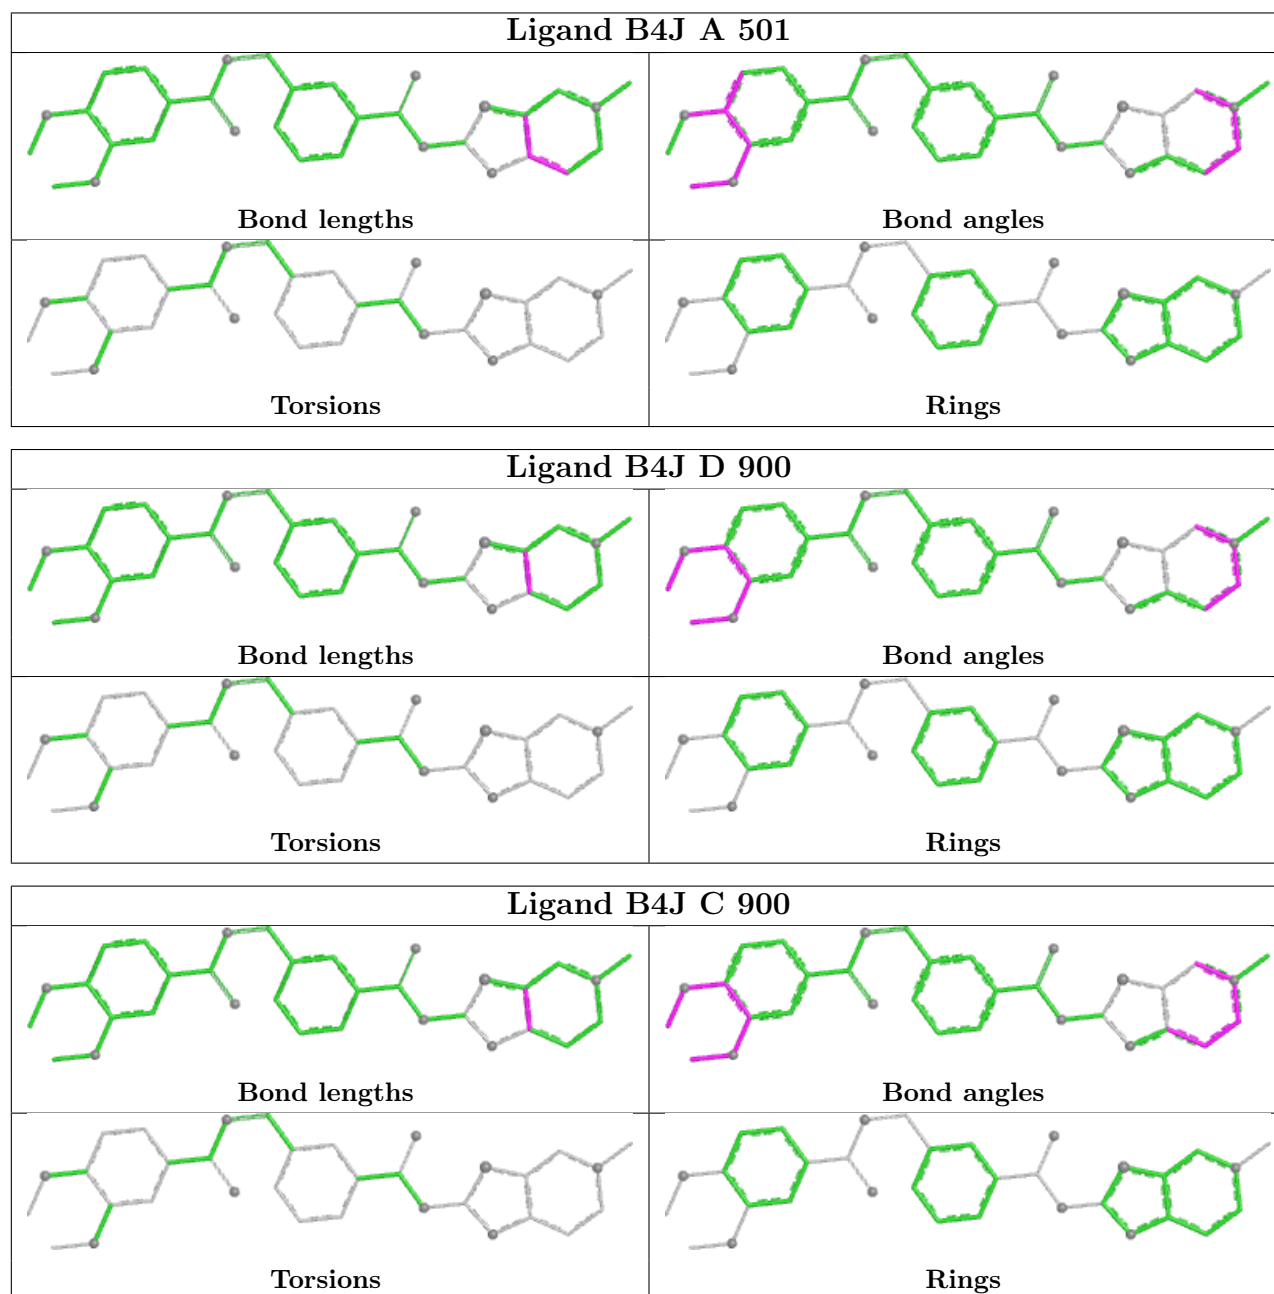 Ligand B4J A 501
Bond lengths
Bond angles
Torsions
Rings
Ligand B4J D 900
Bond lengths
Bond angles
Torsions
Rings
Ligand B4J C 900
Bond lengths
Bond angles
Torsions
Rings